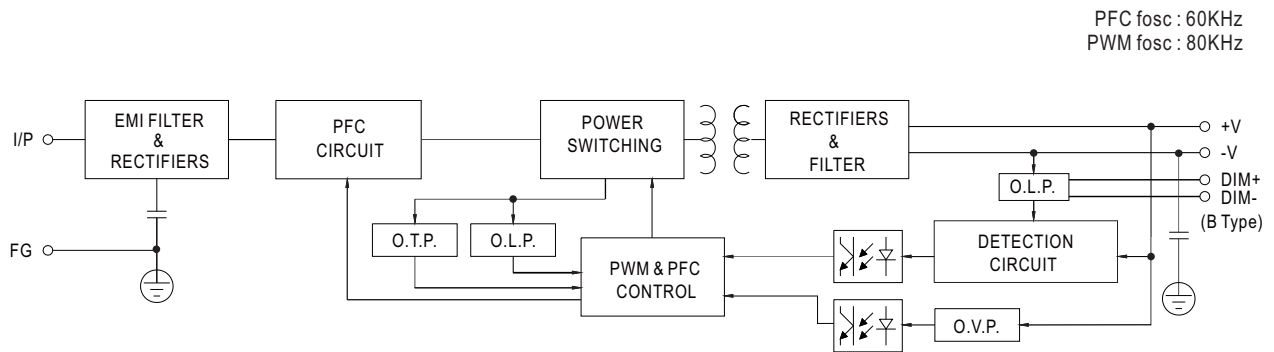 PFC fosc : 60KHz
PWM fosc : 80KHz
I/P
EMI FILTER
&
RECTIFIERS
PFC
CIRCUIT
POWER
SWITCHING
RECTIFIERS
&
FILTER
+V
-V
DIM+
DIM-
(B Type)
O.L.P.
FG
O.T.P.
O.L.P.
PWM & PFC
CONTROL
DETECTION
CIRCUIT
O.V.P.